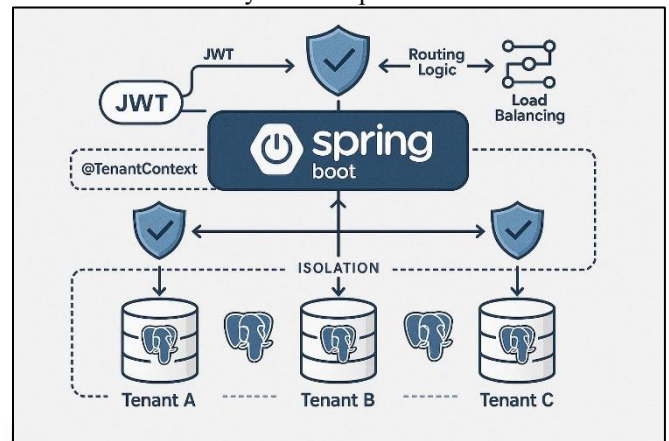 JWT
JWT
Routing
Logic
Load
Balancing
spring
boot
@TenantContext
ISOLATION
Tenant A
Tenant B
Tenant C